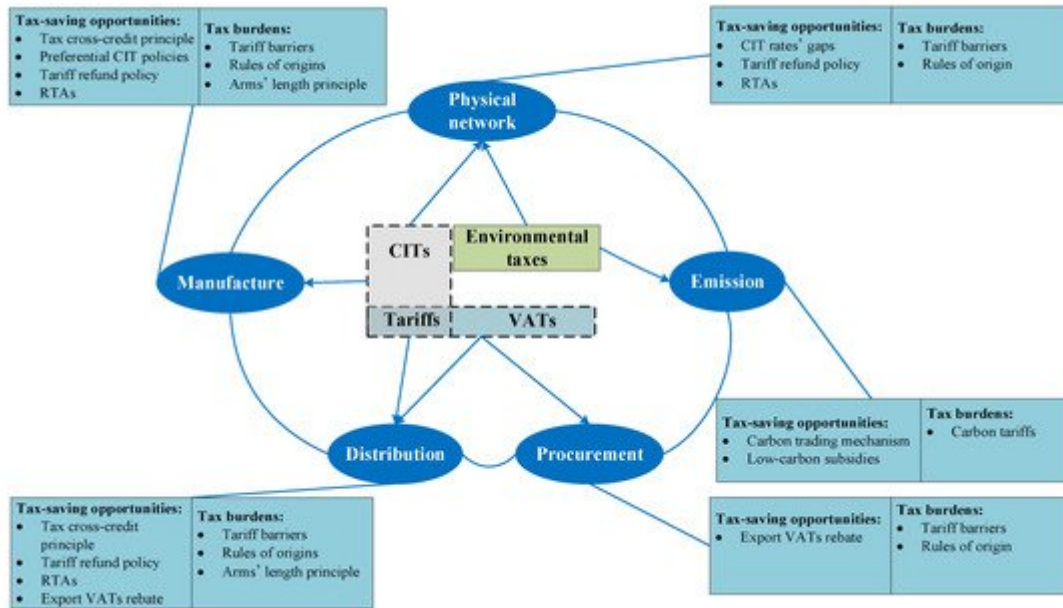 Tax-saving opportunities:
• Tax cross-credit principle
• Preferential CIT policies
• Tariff refund policy
• RTAs
Tax burdens:
• Tariff barriers
• Rules of origins
• Arms' length principle
Tax-saving opportunities:
• CIT rates' gaps
• Tariff refund policy
• RTAs
Tax burdens:
• Tariff barriers
• Rules of origin
Physical
network
CITs
Environmental
taxes
Manufacture
Emission
Tariffs
VATs
Distribution
Procurement
Tax-saving opportunities:
• Carbon trading mechanism
• Low-carbon subsidies
Tax burdens:
• Carbon tariffs
Tax-saving opportunities:
• Tax cross-credit
principle
• Tariff refund policy
• RTAs
• Export VATs rebate
Tax burdens:
• Tariff barriers
• Rules of origins
• Arms' length principle
Tax-saving opportunities:
• Export VATs rebate
Tax burdens:
• Tariff barriers
• Rules of origin